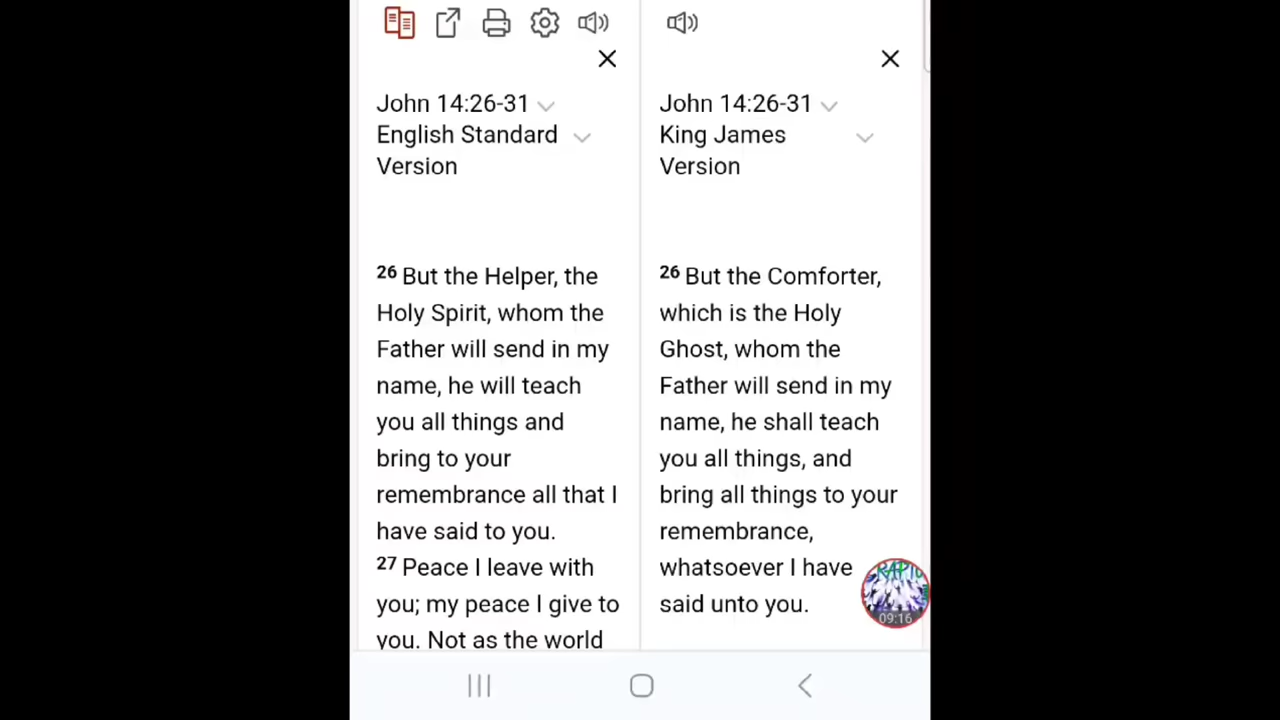 John 14:26-31
English Standard
Version
26 But the Helper, the
Holy Spirit, whom the
Father will send in my
name, he will teach
you all things and
bring to your
remembrance all that I
have said to you.
27 Peace I leave with
you; my peace I give to
you. Not as the world
John 14:26-31
King James
Version
26 But the Comforter,
which is the Holy
Ghost, whom the
Father will send in my
name, he shall teach
you all things, and
bring all things to your
remembrance,
whatsoever I have
said unto you.
09:16